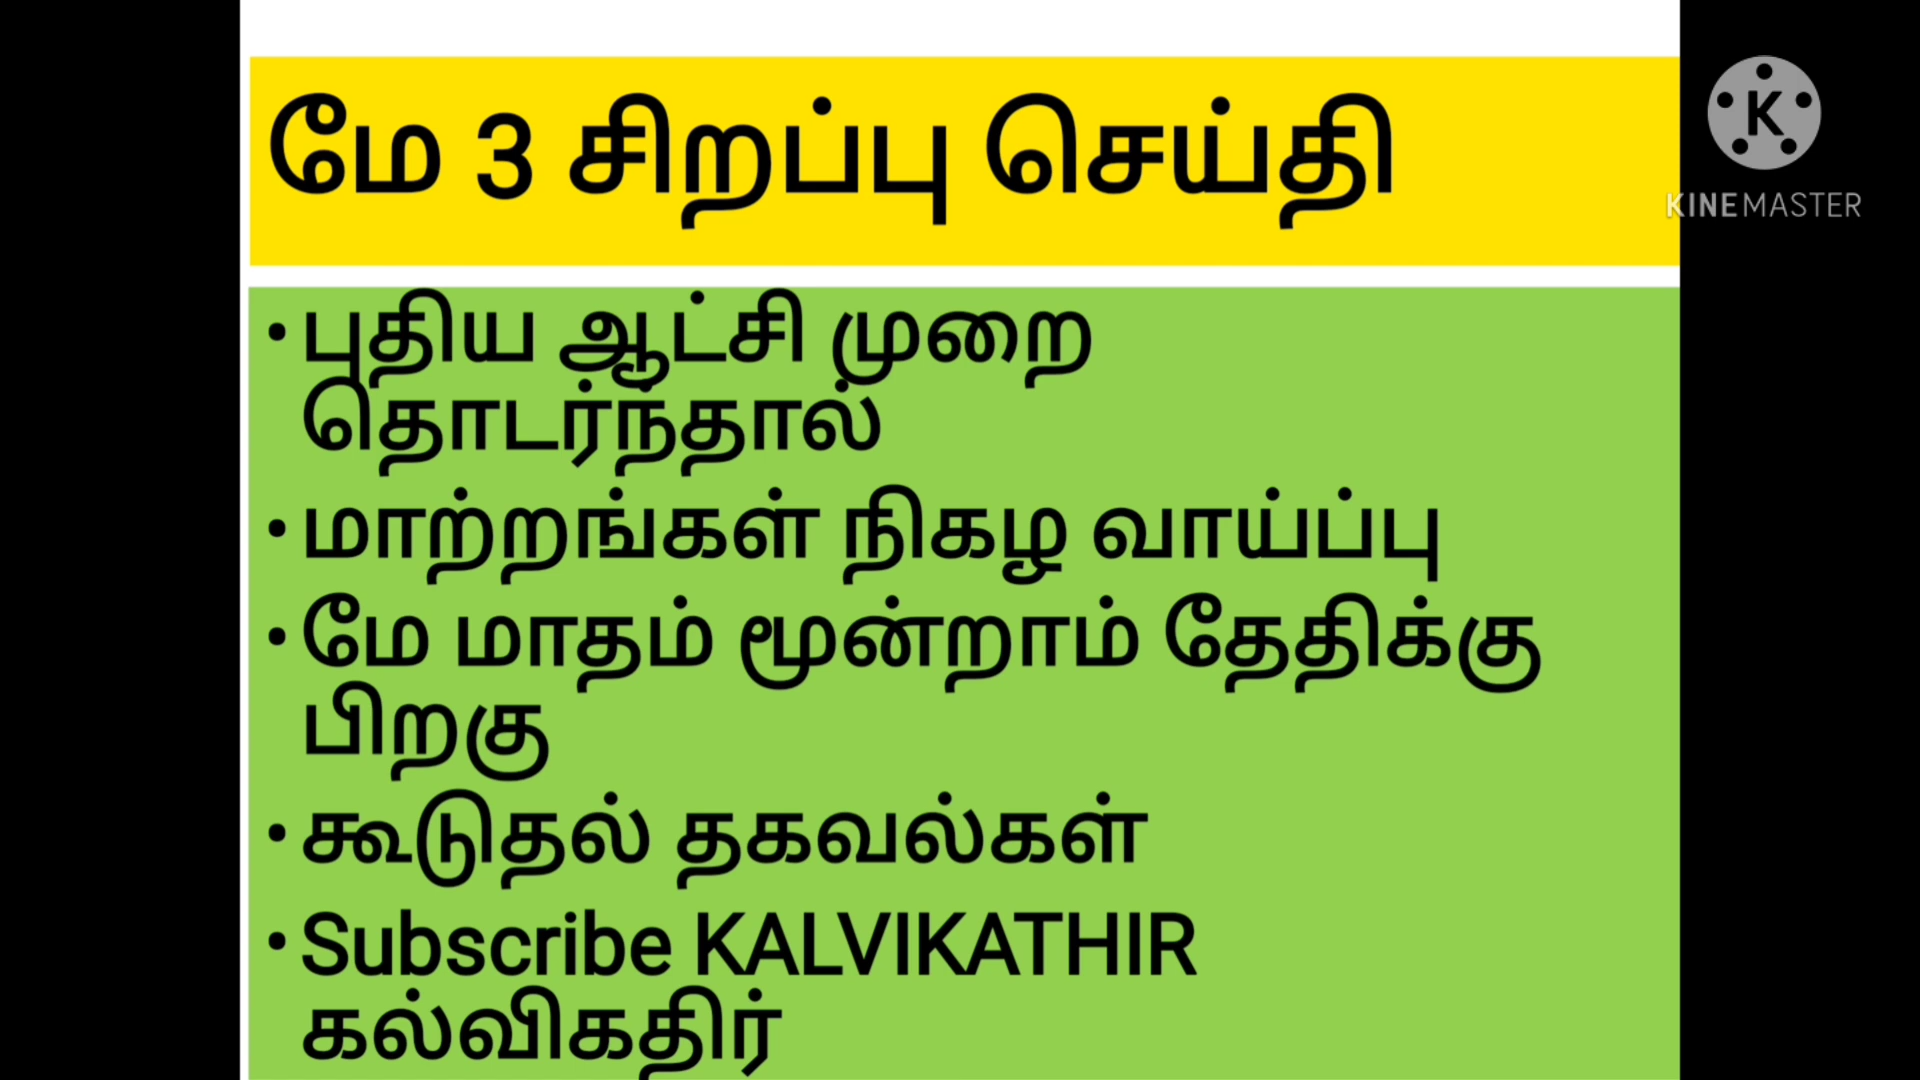 மே 3 சிறப்பு செய்தி
KINEMASTER
• புதிய ஆட்சி முறை
தொடர்ந்தால்
• மாற்றங்கள் நிகழ வாய்ப்பு
• மே மாதம் மூன்றாம் தேதிக்கு
பிறகு
• கூடுதல் தகவல்கள்
• Subscribe KALVIKATHIR
கல்விகதிர்